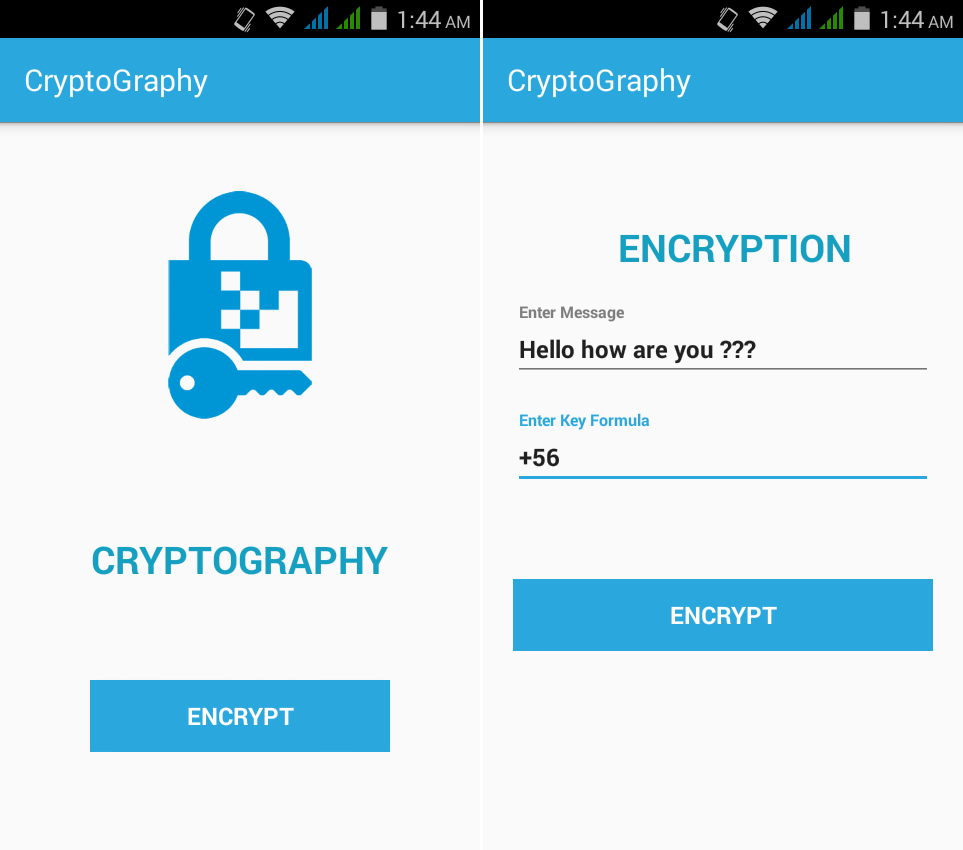 1:44 AM
CryptoGraphy
CRYPTOGRAPHY
ENCRYPT
1:44 AM
CryptoGraphy
ENCRYPTION
Enter Message
Hello how are you ???
Enter Key Formula
+56
ENCRYPT